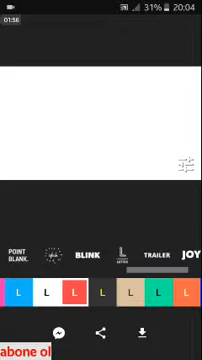 31% 20:04
01:56
POINT BLANK. BLINK L TRAILER JOY
L L L L L L L
abone ol